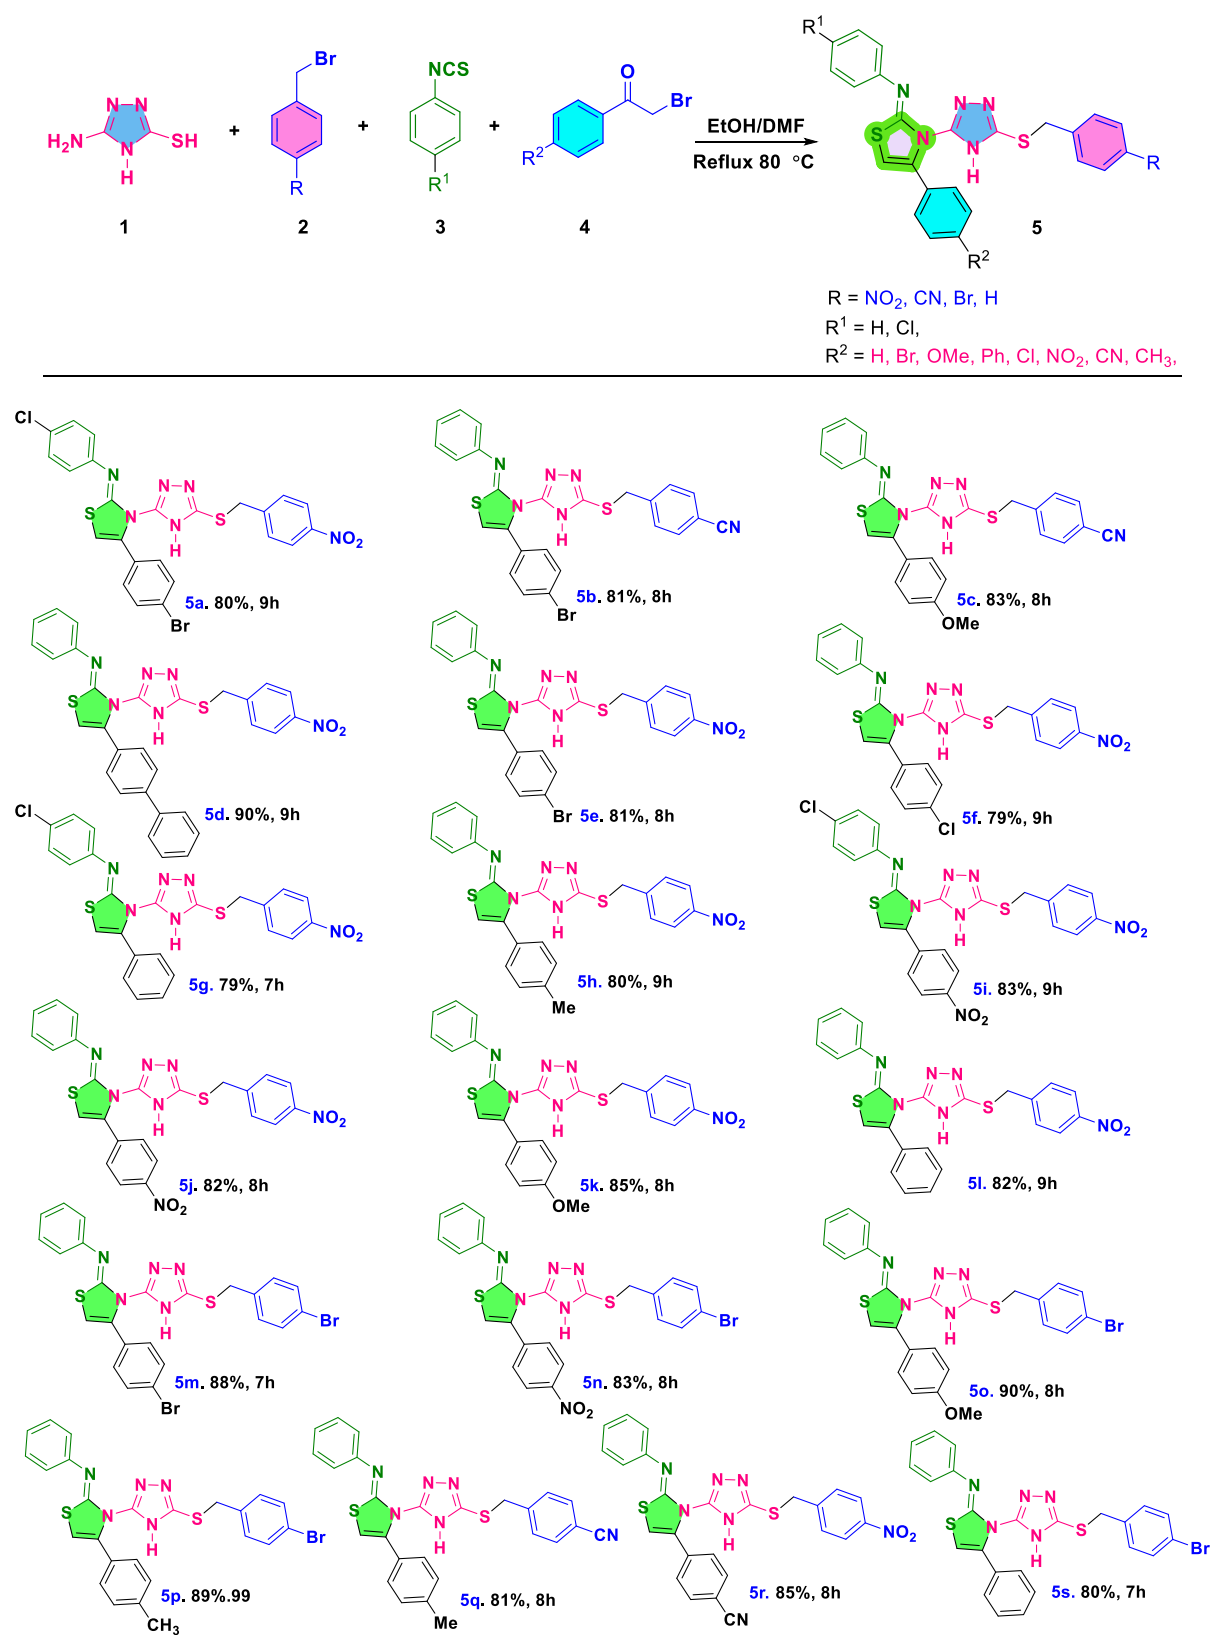 H₂N N N SH N H
+
Br R
+
NCS R¹
+
O Br R²
EtOH/DMF
Reflux 80 °C
R¹ N S N N N N H S R R²
1 2 3 4 5
R = NO₂, CN, Br, H
R¹ = H, Cl,
R² = H, Br, OMe, Ph, Cl, NO₂, CN, CH₃,
Cl N S N N N N H S NO₂ Br
5a. 80%, 9h
N S N N N N H S CN Br
5b. 81%, 8h
N S N N N N H S CN OMe
5c. 83%, 8h
N S N N N N H S NO₂
5d. 90%, 9h
N S N N N N H S NO₂ Br
5e. 81%, 8h
N S N N N N H S NO₂ Cl
5f. 79%, 9h
Cl N S N N N N H S NO₂
5g. 79%, 7h
N S N N N N H S NO₂ Me
5h. 80%, 9h
Cl N S N N N N H S NO₂ NO₂
5i. 83%, 9h
N S N N N N H S NO₂ NO₂
5j. 82%, 8h
N S N N N N H S NO₂ OMe
5k. 85%, 8h
N S N N N N H S NO₂
5l. 82%, 9h
N S N N N N H S Br Br
5m. 88%, 7h
N S N N N N H S Br NO₂
5n. 83%, 8h
N S N N N N H S Br OMe
5o. 90%, 8h
N S N N N N H S Br CH₃
5p. 89%.99
N S N N N N H S CN Me
5q. 81%, 8h
N S N N N N H S NO₂ CN
5r. 85%, 8h
N S N N N N H S Br
5s. 80%, 7h